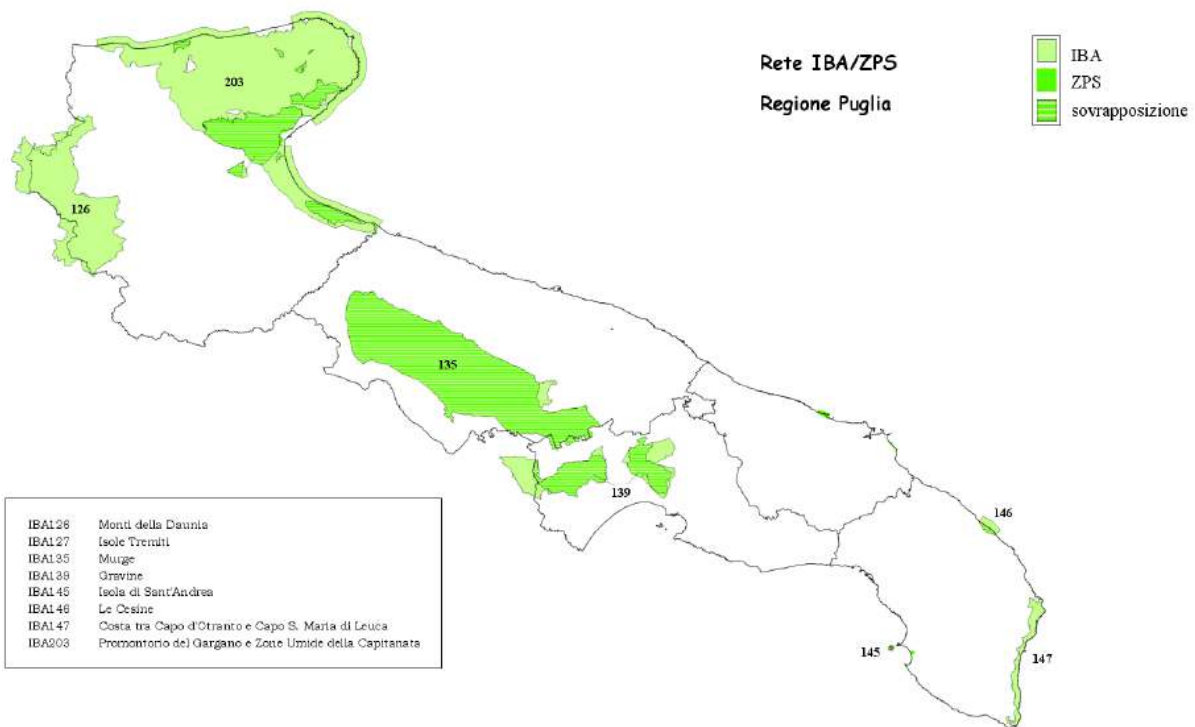 Rete IBA/ZPS
Regione Puglia
IBA
ZPS
sovrapposizione
203
126
135
139
146
145
147
IBA126 Monti della Daunia
IBA127 Isole Tremiti
IBA135 Murge
IBA139 Gravine
IBA145 Isola di Sant'Andrea
IBA146 Le Cesine
IBA147 Costa tra Capo d'Otranto e Capo S. Maria di Leuca
IBA203 Promontorio del Gargano e Zone Umide della Capitanata